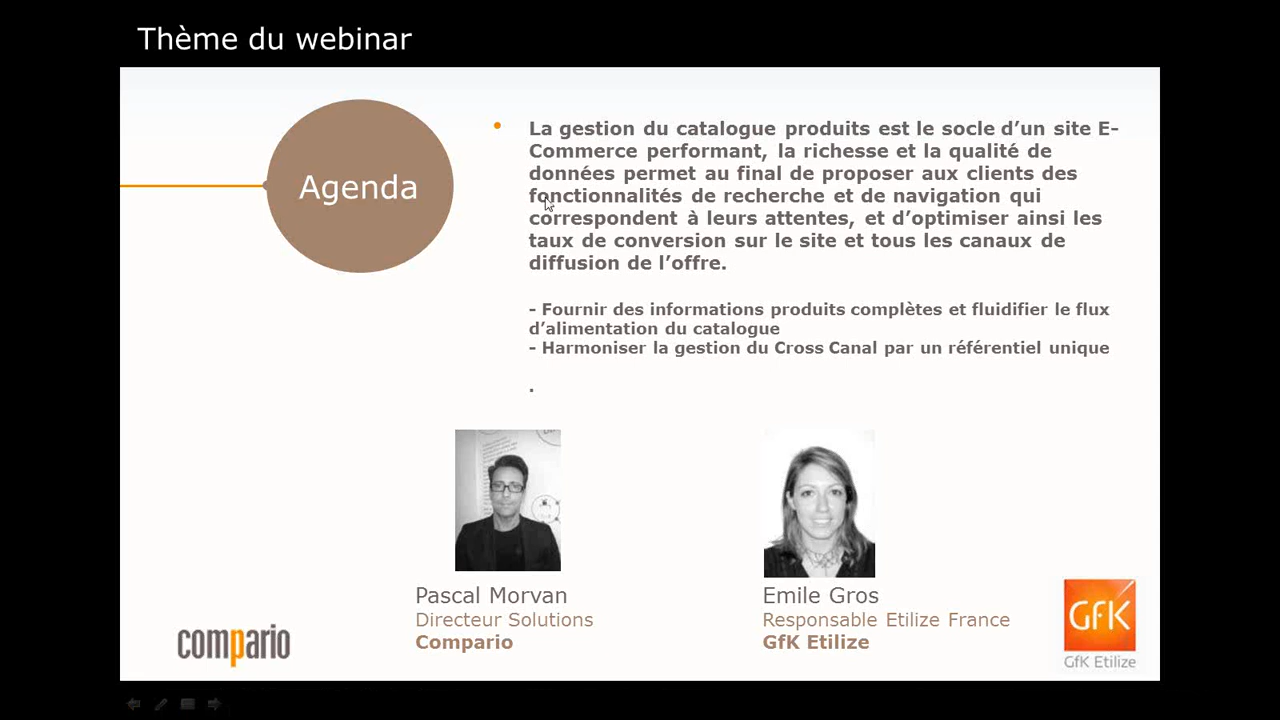 Thème du webinar
Agenda
• La gestion du catalogue produits est le socle d’un site E-
Commerce performant, la richesse et la qualité de
données permet au final de proposer aux clients des
fonctionnalités de recherche et de navigation qui
correspondent à leurs attentes, et d’optimiser ainsi les
taux de conversion sur le site et tous les canaux de
diffusion de l’offre.
- Fournir des informations produits complètes et fluidifier le flux
d’alimentation du catalogue
- Harmoniser la gestion du Cross Canal par un référentiel unique
.
Pascal Morvan
Directeur Solutions
Compario
Emile Gros
Responsable Etilize France
GfK Etilize
compario
GfK
GfK Etilize